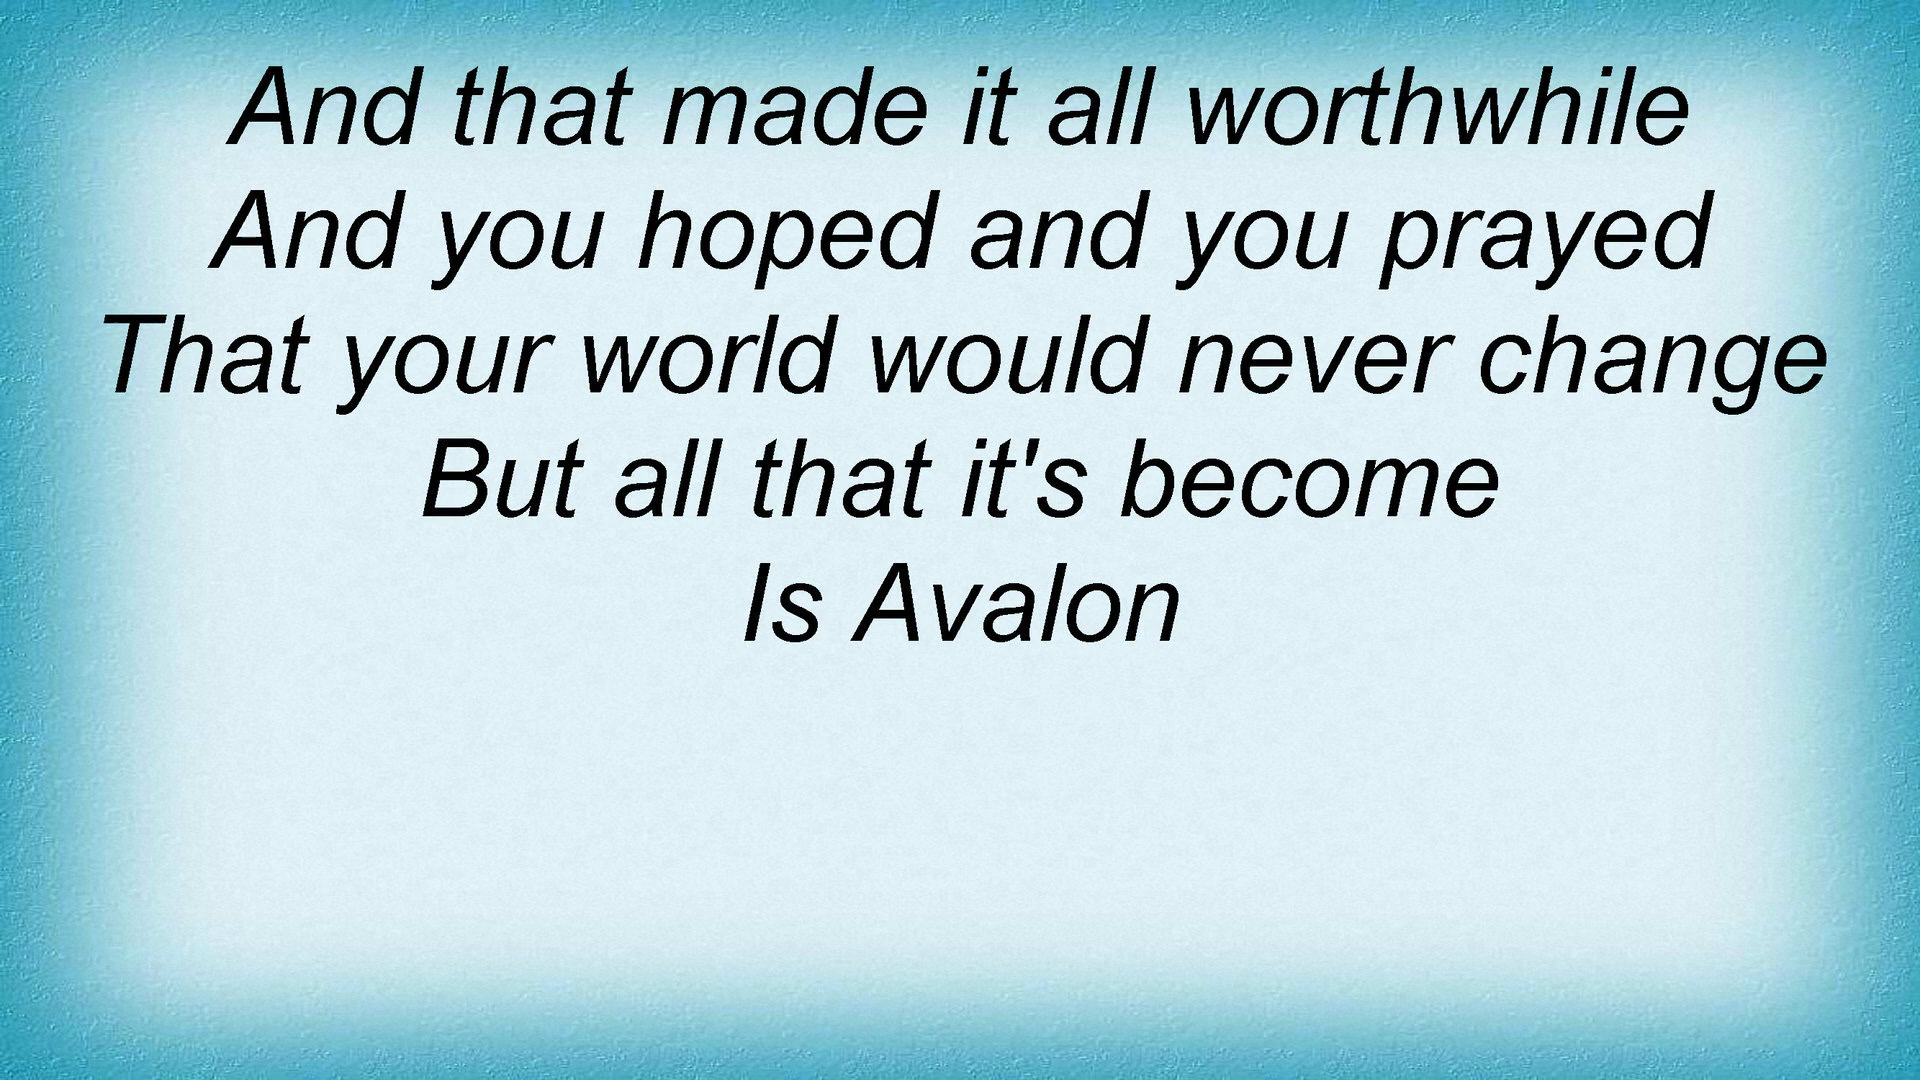 And that made it all worthwhile
And you hoped and you prayed
That your world would never change
But all that it's become
Is Avalon